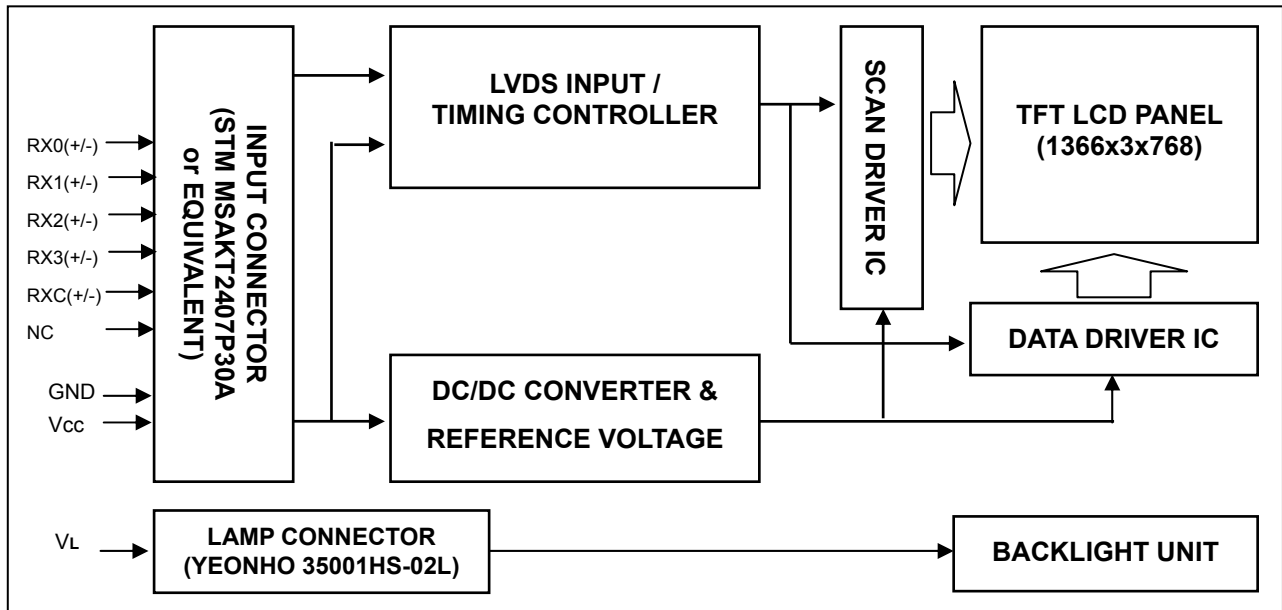 RX0(+/-)
RX1(+/-)
RX2(+/-)
RX3(+/-)
RXC(+/-)
NC
GND
Vcc
INPUT CONNECTOR
(STM MSAKT2407P30A
or EQUIVALENT)
LVDS INPUT /
TIMING CONTROLLER
SCAN DRIVER IC
TFT LCD PANEL
(1366x3x768)
DATA DRIVER IC
DC/DC CONVERTER &
REFERENCE VOLTAGE
VL
LAMP CONNECTOR
(YEONHO 35001HS-02L)
BACKLIGHT UNIT